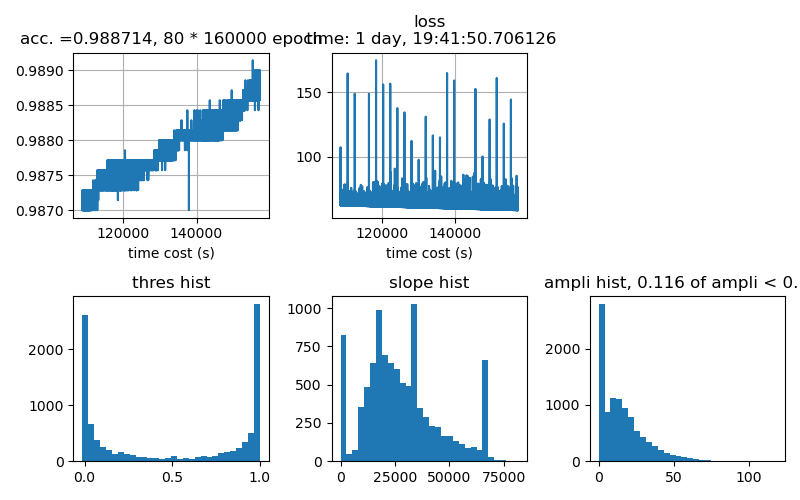 loss
acc. =0.988714, 80 * 160000 epoch
time: 1 day, 19:41:50.706126
0.9890
0.9885
0.9880
0.9875
0.9870
120000 140000
time cost (s)
150
100
120000 140000
time cost (s)
thres hist
2000
1000
0
0.0 0.5 1.0
slope hist
1000
750
500
250
0
0 25000 50000 75000
ampli hist, 0.116 of ampli < 0.
2000
1000
0
0 50 100